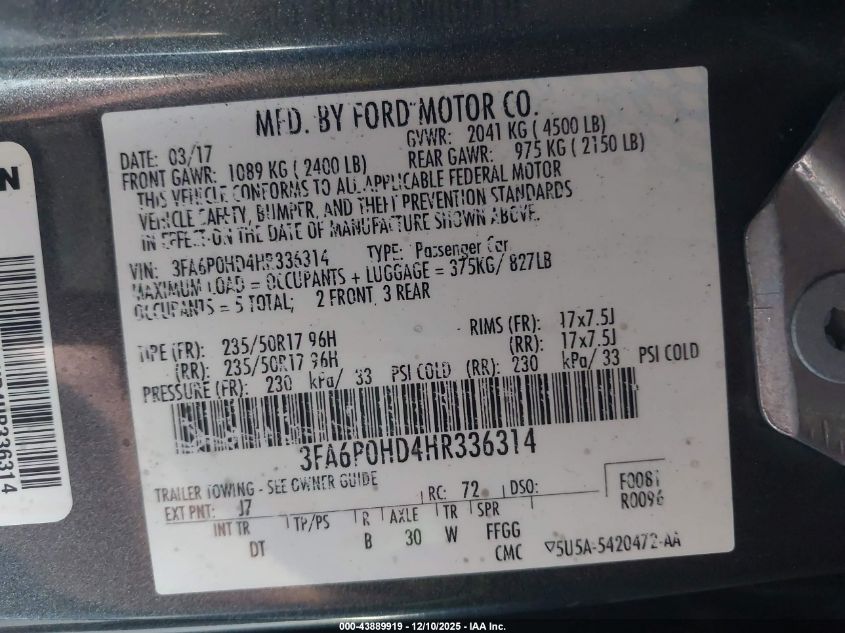 MFD. BY FORD MOTOR CO.
DATE: 03/17 GVWR: 2041 KG ( 4500 LB)
FRONT GAWR: 1089 KG ( 2400 LB) REAR GAWR: 975 KG ( 2150 LB)
THIS VEHICLE CONFORMS TO ALL APPLICABLE FEDERAL MOTOR
VEHICLE SAFETY, BUMPER, AND THEFT PREVENTION STANDARDS
IN EFFECT ON THE DATE OF MANUFACTURE SHOWN ABOVE.
VIN: 3FA6P0HD4HR336314 TYPE: Passenger Car
MAXIMUM LOAD = OCCUPANTS + LUGGAGE = 375KG/ 827LB
OCCUPANTS = 5 TOTAL; 2 FRONT, 3 REAR
TIRE (FR): 235/50R17 96H RIMS (FR): 17x7.5J
(RR): 235/50R17 96H (RR): 17x7.5J
PRESSURE (FR): 230 kPa/ 33 PSI COLD (RR): 230 kPa/ 33 PSI COLD
3FA6P0HD4HR336314
TRAILER TOWING - SEE OWNER GUIDE
EXT PNT: J7 RC: 72 DSO: F0081
R0096
INT TR TP/PS R AXLE TR SPR
DT B 30 W FFGG
CMC ▽5U5A-5420472-AA
N
4HR336314
000-43889919 - 12/10/2025 - IAA Inc.